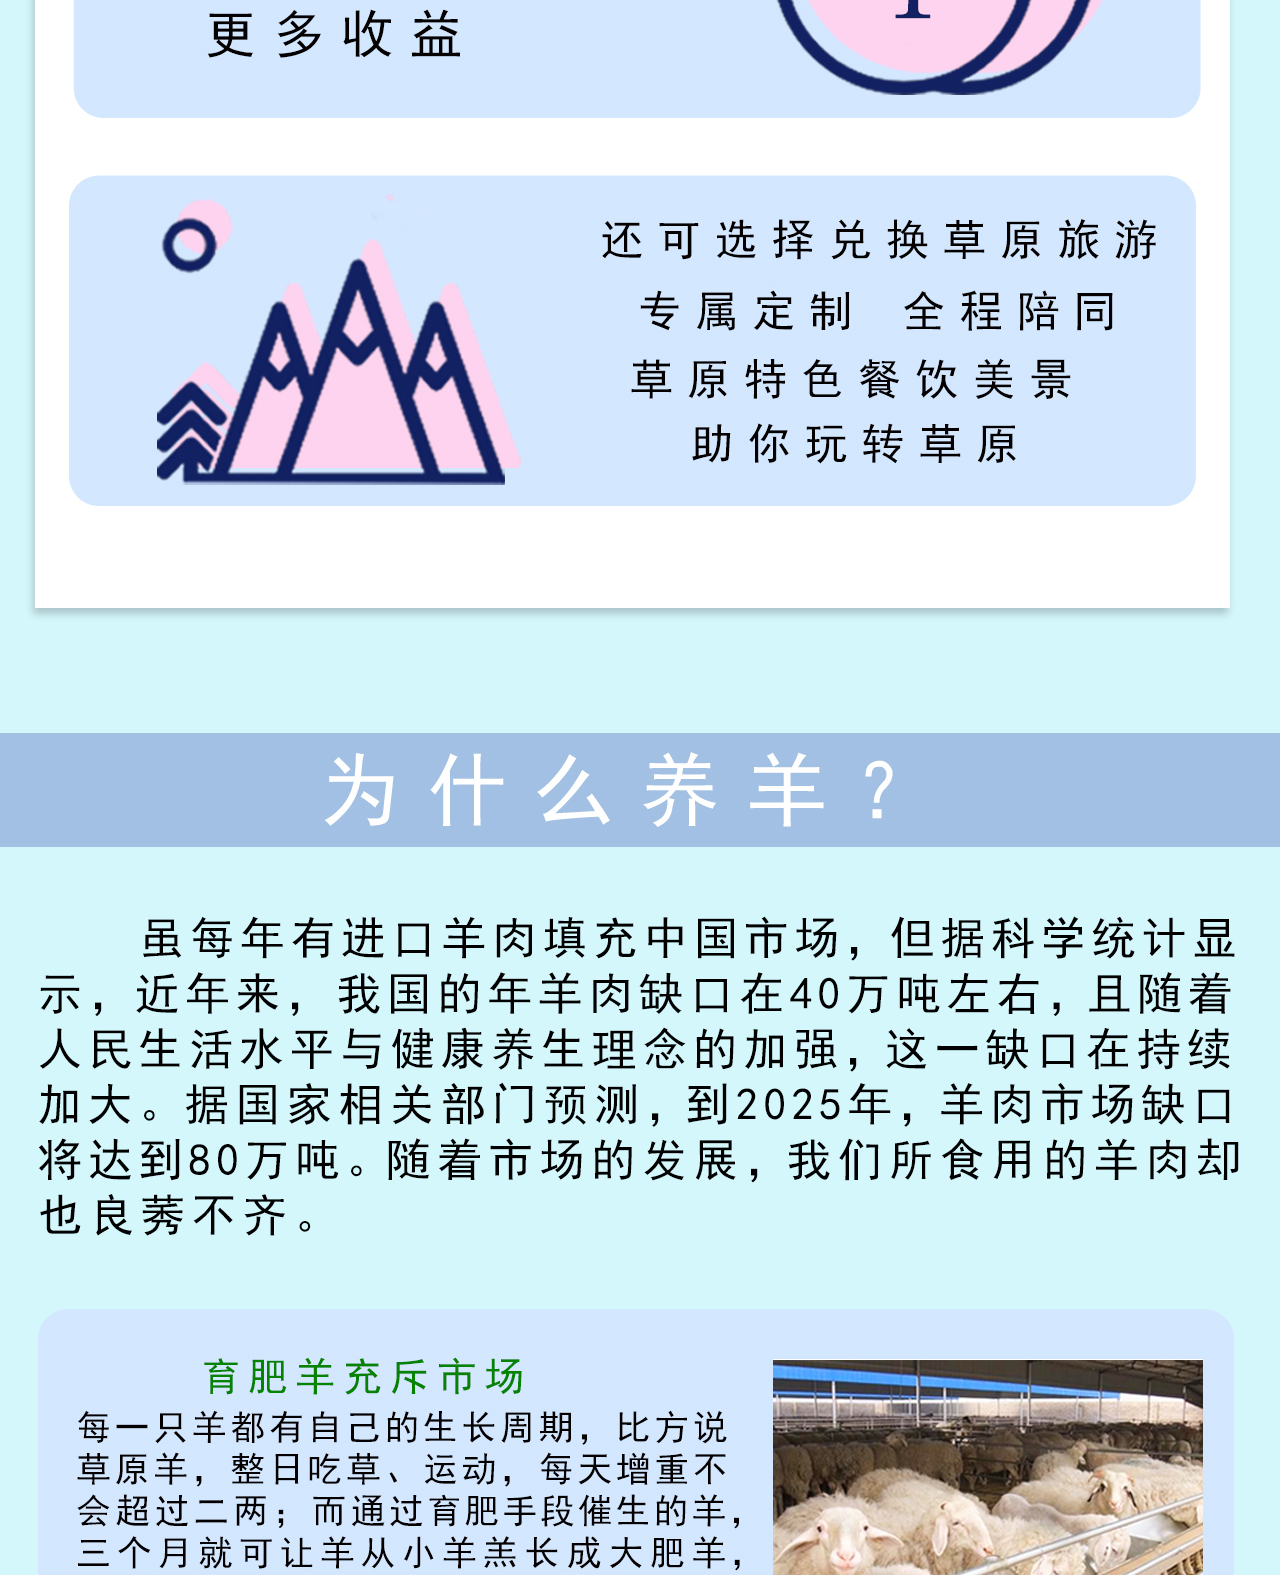 更多收益
还可选择兑换草原旅游
专属定制 全程陪同
草原特色餐饮美景
助你玩转草原
为什么养羊？
虽每年有进口羊肉填充中国市场，但据科学统计显
示，近年来，我国的年羊肉缺口在40万吨左右，且随着
人民生活水平与健康养生理念的加强，这一缺口在持续
加大。据国家相关部门预测，到2025年，羊肉市场缺口
将达到80万吨。随着市场的发展，我们所食用的羊肉却
也良莠不齐。
育肥羊充斥市场
每一只羊都有自己的生长周期，比方说
草原羊，整日吃草、运动，每天增重不
会超过二两；而通过育肥手段催生的羊，
三个月就可让羊从小羊羔长成大肥羊，